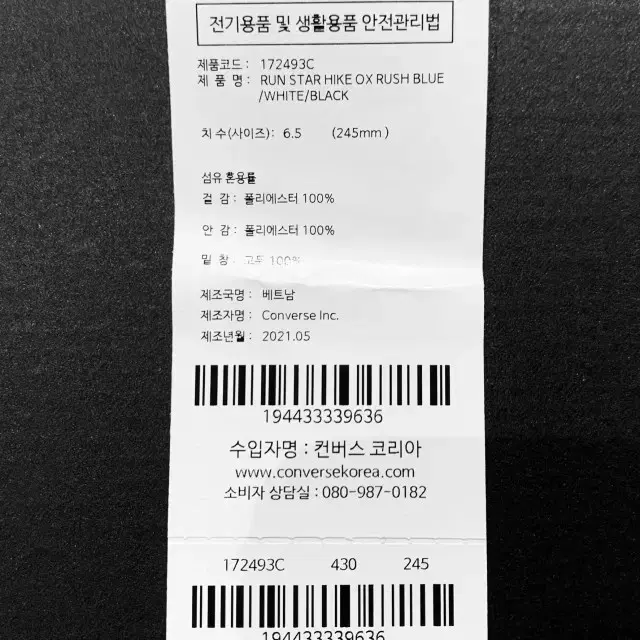 전기용품 및 생활용품 안전관리법
제품코드 : 172493C
제 품 명 : RUN STAR HIKE OX RUSH BLUE
/WHITE/BLACK
치 수(사이즈) : 6.5 (245mm )
섬유 혼용률
겉 감 : 폴리에스터 100%
안 감 : 폴리에스터 100%
밑 창 : 고무 100%
제조국명 : 베트남
제조자명 : Converse Inc.
제조년월 : 2021.05
194433339636
수입자명 : 컨버스 코리아
www.conversekorea.com
소비자 상담실 : 080-987-0182
172493C 430 245
194433339636